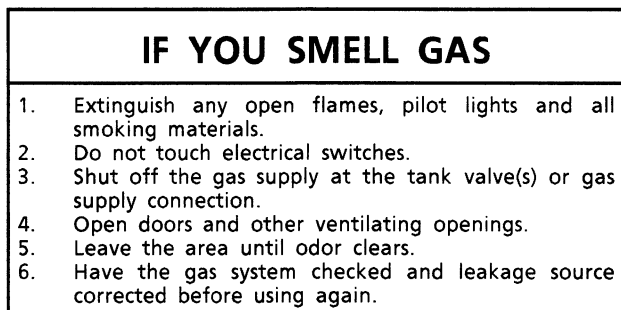 IF YOU SMELL GAS
1. Extinguish any open flames, pilot lights and all
smoking materials.
2. Do not touch electrical switches.
3. Shut off the gas supply at the tank valve(s) or gas
supply connection.
4. Open doors and other ventilating openings.
5. Leave the area until odor clears.
6. Have the gas system checked and leakage source
corrected before using again.